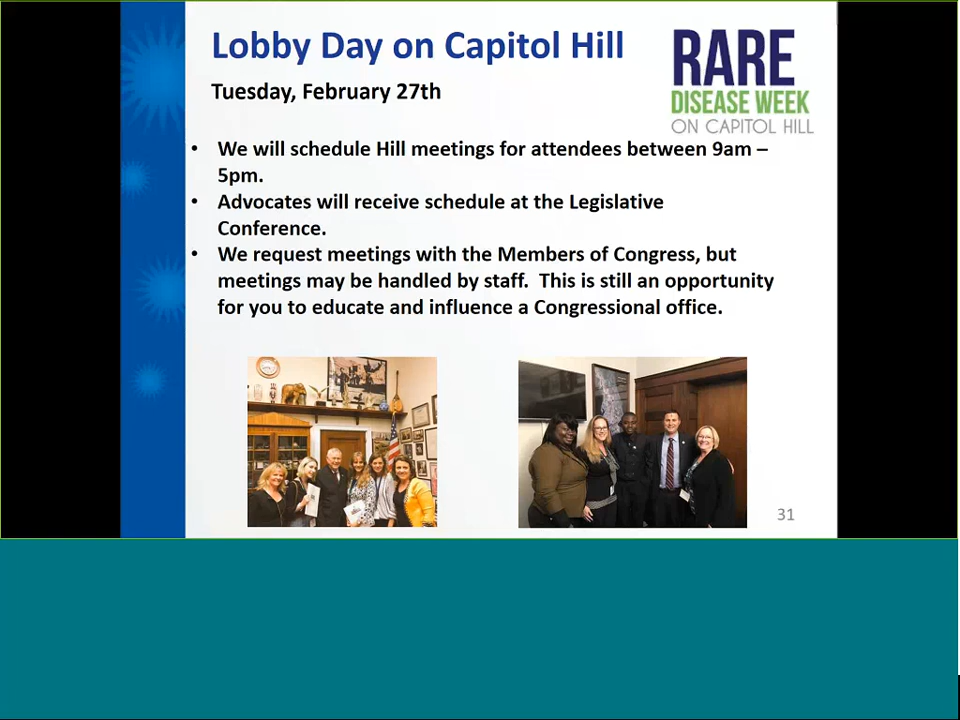 Lobby Day on Capitol Hill
RARE
DISEASE WEEK
ON CAPITOL HILL
Tuesday, February 27th
• We will schedule Hill meetings for attendees between 9am –
5pm.
• Advocates will receive schedule at the Legislative
Conference.
• We request meetings with the Members of Congress, but
meetings may be handled by staff.  This is still an opportunity
for you to educate and influence a Congressional office.
31